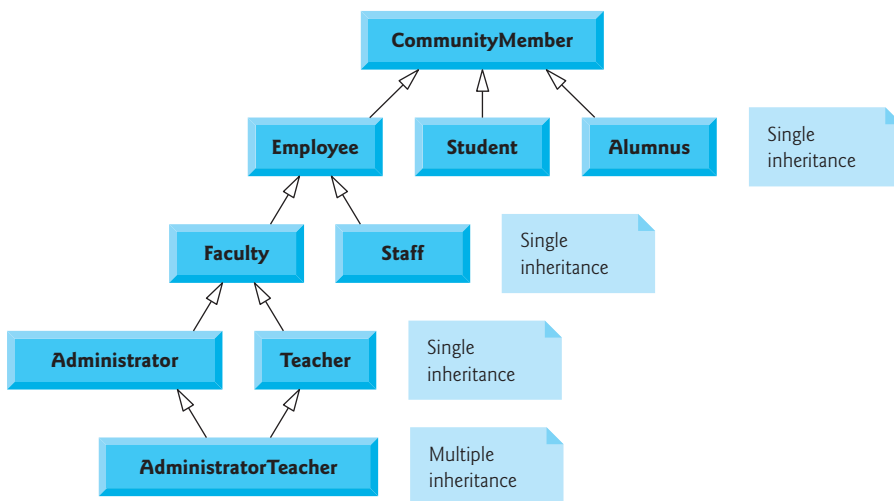 CommunityMember
Employee
Student
Alumnus
Single
inheritance
Faculty
Staff
Single
inheritance
Administrator
Teacher
Single
inheritance
AdministratorTeacher
Multiple
inheritance